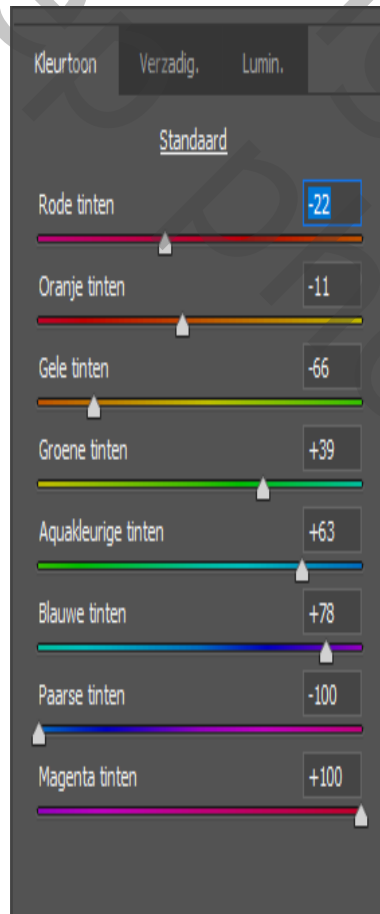 Kleurtoon Verzadig. Lumin.
Standaard
Rode tinten -22
Oranje tinten -11
Gele tinten -66
Groene tinten +39
Aquakleurige tinten +63
Blauwe tinten +78
Paarse tinten -100
Magenta tinten +100